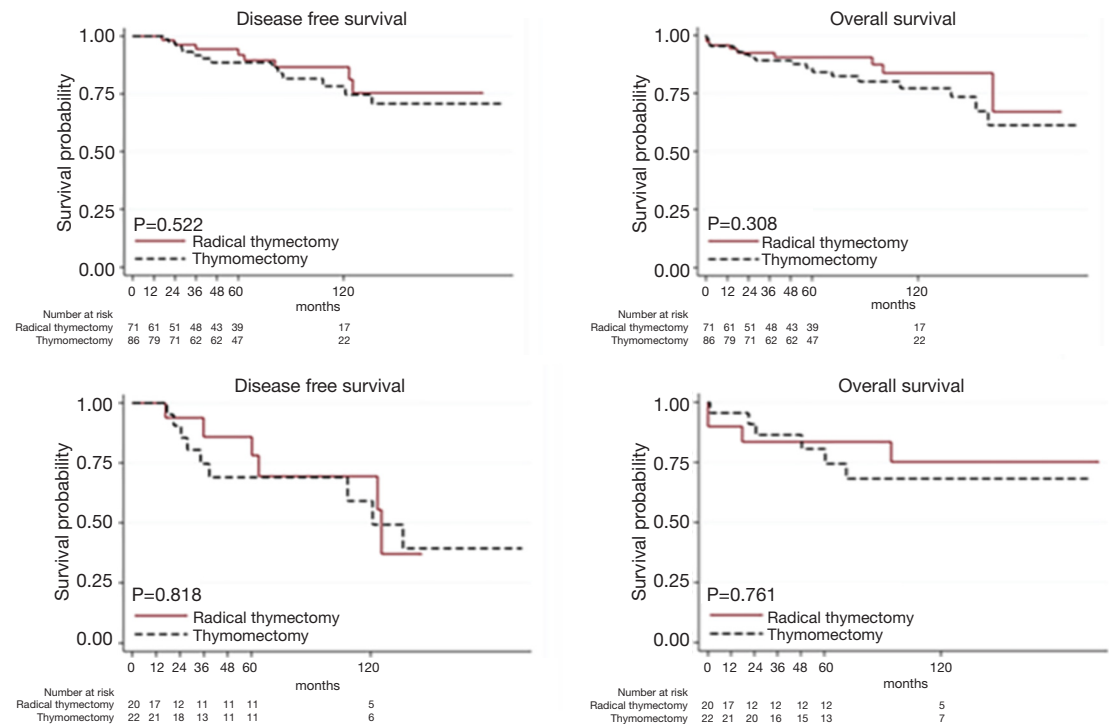 Disease free survival
1.00
0.75
0.50
0.25
0.00
Survival probability
P=0.522
Radical thymectomy
Thymomectomy
0 12 24 36 48 60 120
months
Number at risk
Radical thymectomy 71 61 51 48 43 39 17
Thymomectomy 86 79 71 62 62 47 22
Overall survival
1.00
0.75
0.50
0.25
0.00
Survival probability
P=0.308
Radical thymectomy
Thymomectomy
0 12 24 36 48 60 120
months
Number at risk
Radical thymectomy 71 61 51 48 43 39 17
Thymomectomy 86 79 71 62 62 47 22
Disease free survival
1.00
0.75
0.50
0.25
0.00
Survival probability
P=0.818
Radical thymectomy
Thymomectomy
0 12 24 36 48 60 120
months
Number at risk
Radical thymectomy 20 17 12 11 11 11 5
Thymomectomy 22 21 18 13 11 11 6
Overall survival
1.00
0.75
0.50
0.25
0.00
Survival probability
P=0.761
Radical thymectomy
Thymomectomy
0 12 24 36 48 60 120
months
Number at risk
Radical thymectomy 20 17 12 12 12 12 5
Thymomectomy 22 21 20 16 15 13 7